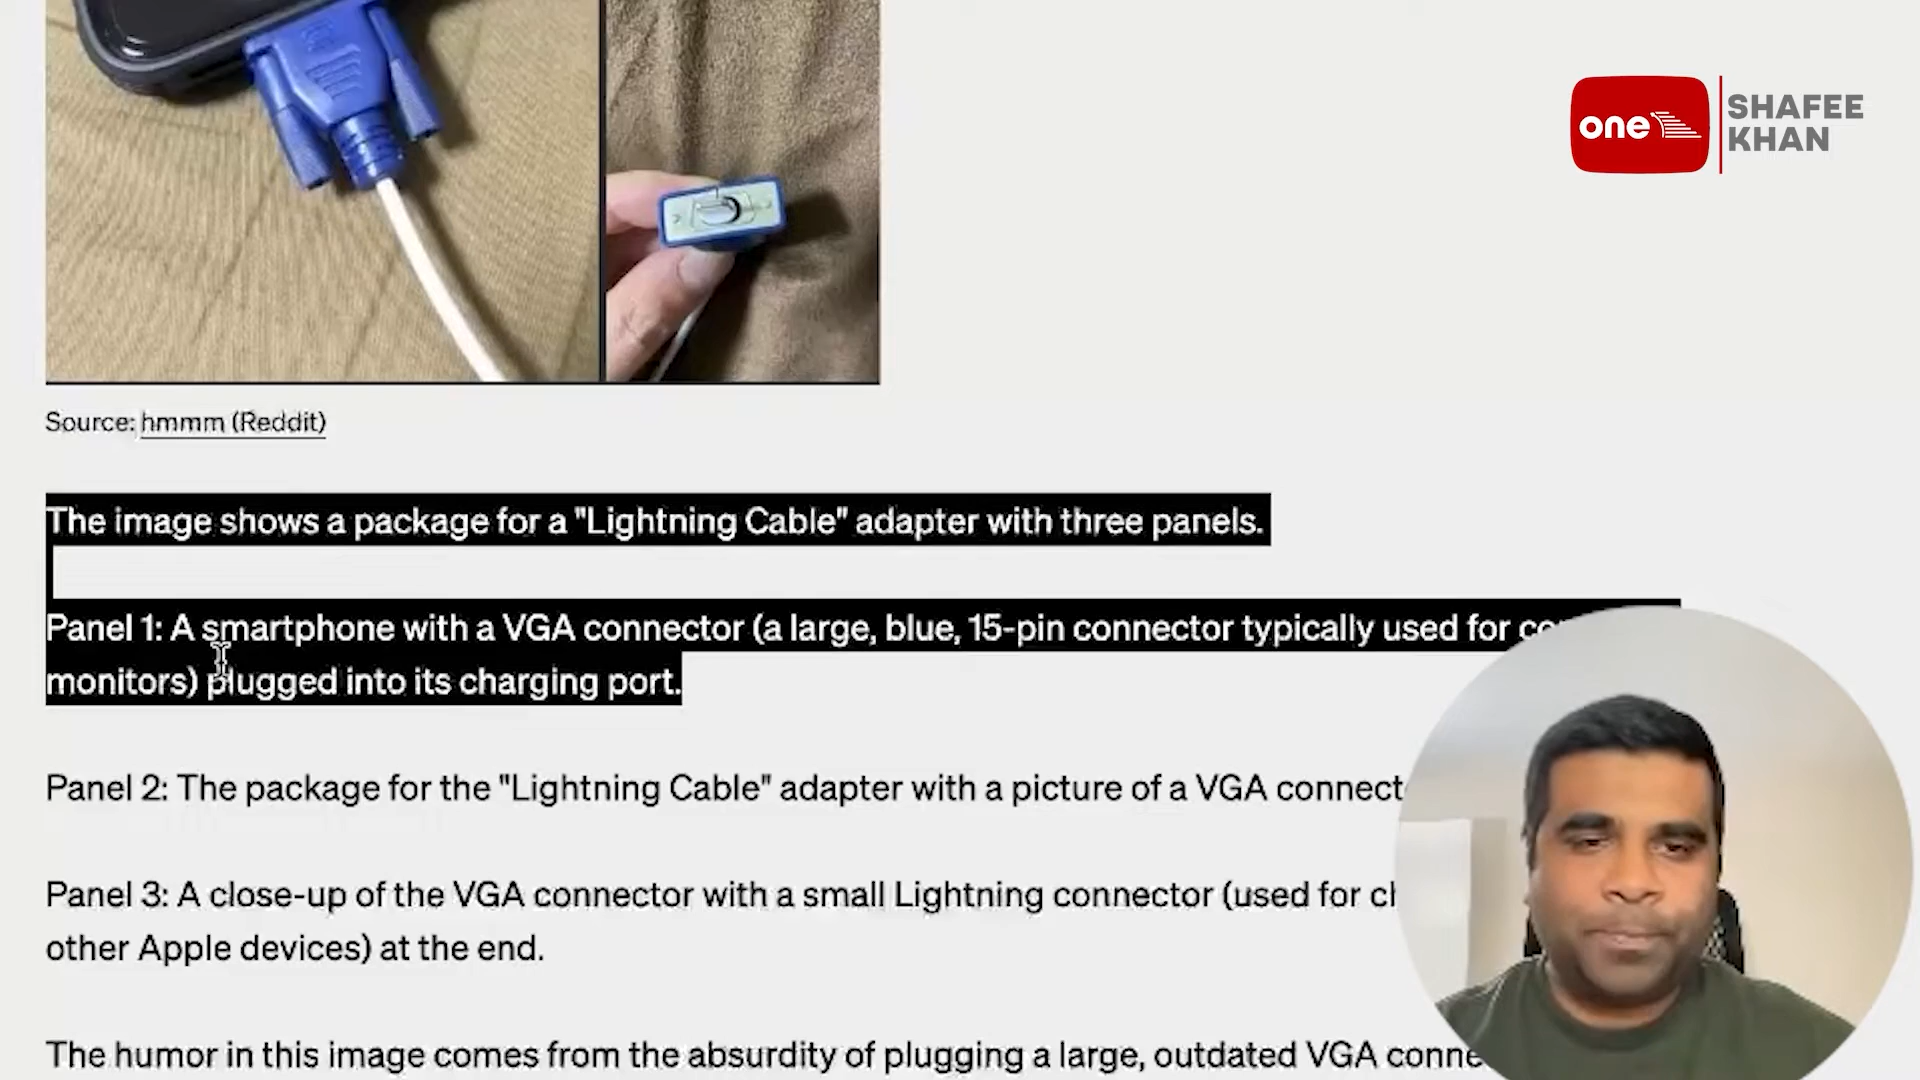 one
SHAFEE
KHAN
Source: hmmm (Reddit)
The image shows a package for a "Lightning Cable" adapter with three panels.
Panel 1: A smartphone with a VGA connector (a large, blue, 15-pin connector typically used for
monitors) plugged into its charging port.
Panel 2: The package for the "Lightning Cable" adapter with a picture of a VGA
Panel 3: A close-up of the VGA connector with a small Lightning connector (used for
other Apple devices) at the end.
The humor in this image comes from the absurdity of plugging a large, outdated VGA